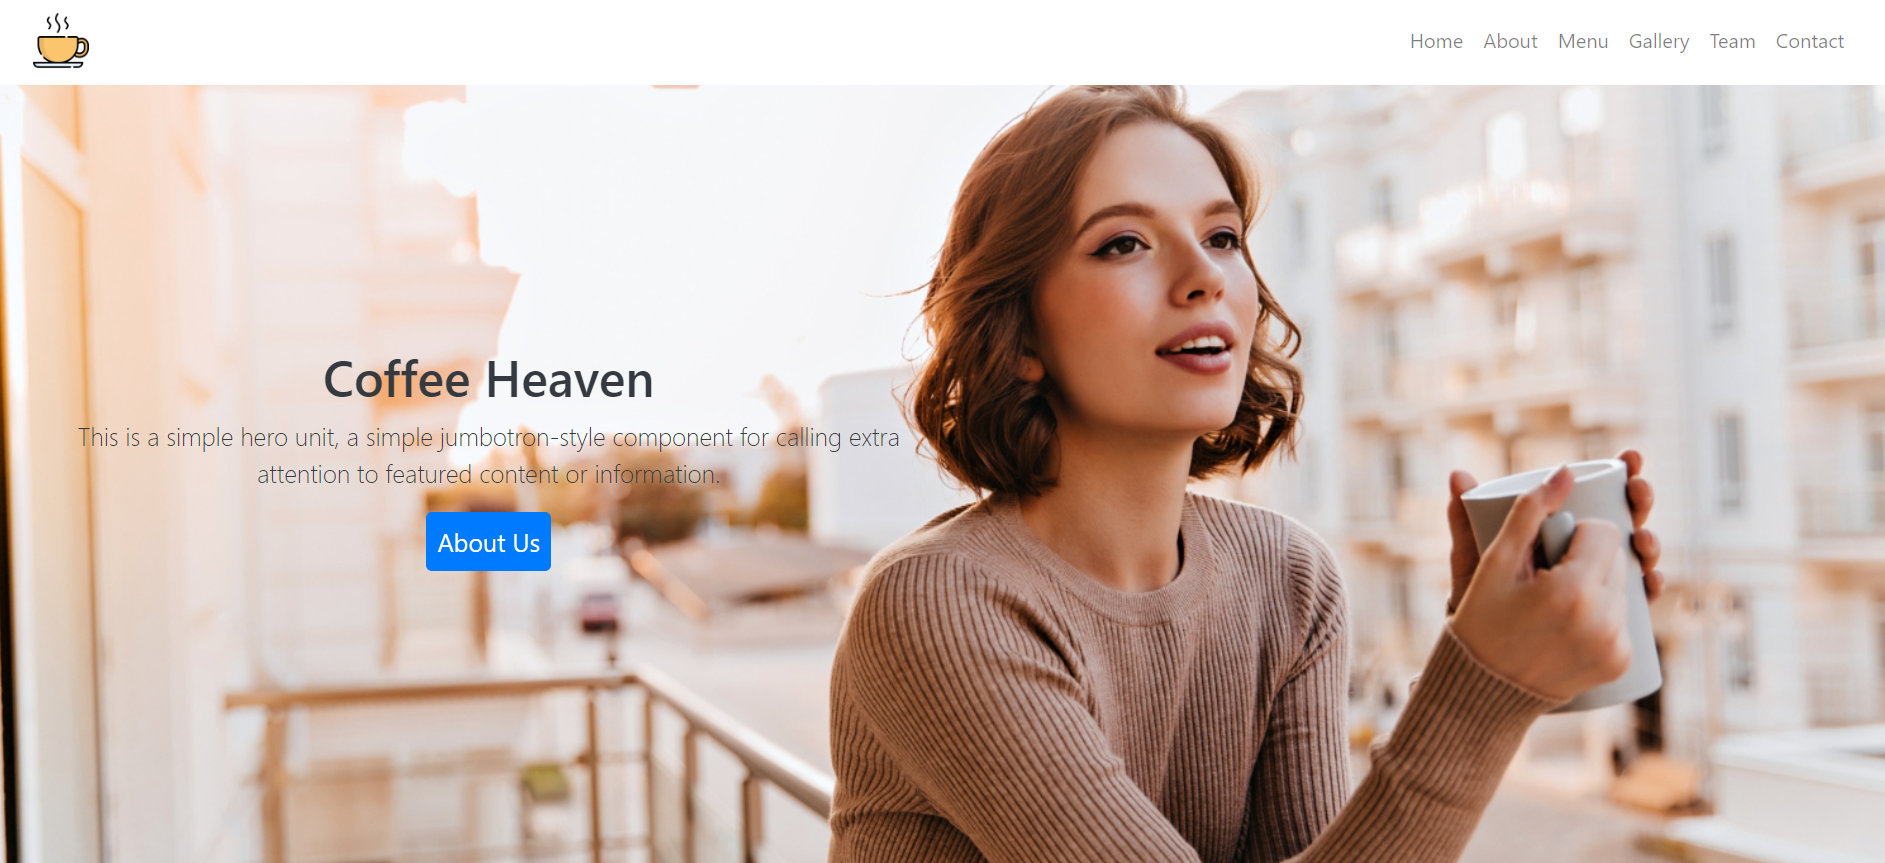 Home About Menu Gallery Team Contact
Coffee Heaven
This is a simple hero unit, a simple jumbotron-style component for calling extra
attention to featured content or information.
About Us